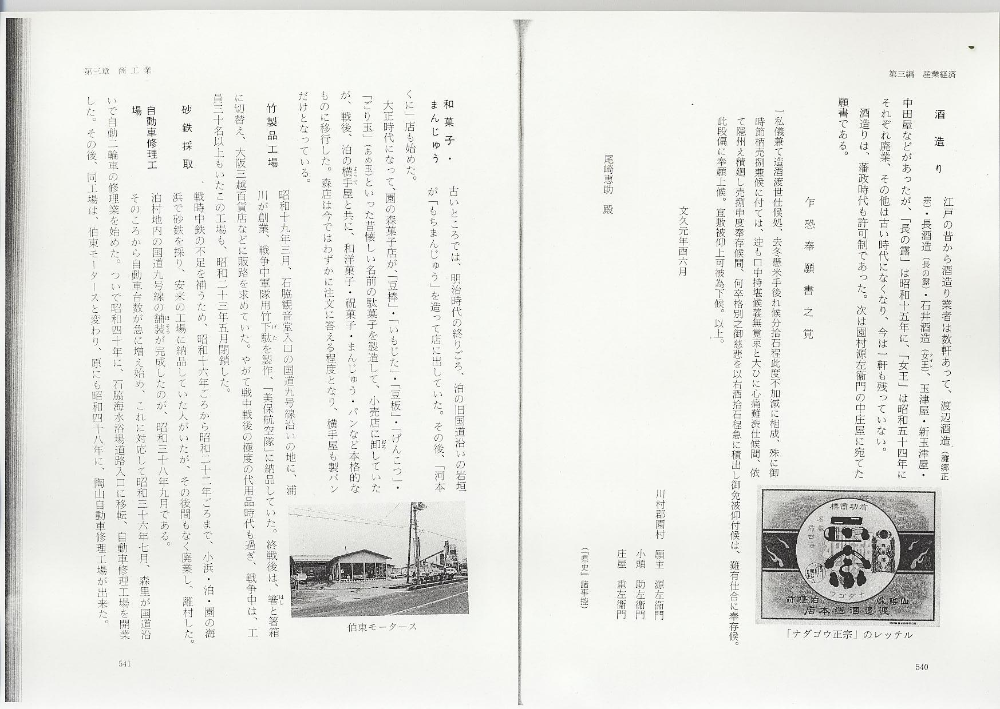 第三編　産業経済
酒造り
江戸の昔から酒造り業者は数軒あって、渡辺酒造（灘郷正
宗）・長酒造（長の露）・石井酒造（女王クイン）、玉津屋・新玉津屋・
中田屋などがあったが、「長の露」は昭和十五年に、「女王」は昭和五十四年に
それぞれ廃業、その他は古い時代になくなり、今は一軒も残っていない。
酒造りは、藩政時代も許可制であった。次は園村源左衞門の中庄屋に宛てた
願書である。
乍恐奉願書之覚
一私儀兼て造酒渡世仕候処、去冬懸米手後れ候分拾石程此度不加減に相成、殊に御
時節柄売捌兼候に付ては、迚も口中持堪候義無覚束と大ひに心痛難渋仕候間、依
て隠州え積廻し売捌申度奉存候間、何卒格別之御慈悲を以右酒拾石程急に積出し御免被仰付候は、難有仕合に奉存候。
此段偏に奉願上候。宜敷被仰上可被為下候。以上。
文久元年酉六月
川村郡園村　願主　源左衞門
小頭　助左衞門
庄屋　重左衞門
尾崎恵助　殿
（『県史』諸事控）
標商功有
名聲
布四海
ウゴダナ
山陰線　泊驛前
渡邉酒造本店
「ナダゴウ正宗」のレッテル
540
第三章　商工業
和菓子・
まんじゅう
古いところでは、明治時代の終りごろ、泊の旧国道沿いの岩垣
が「もちまんじゅう」を造って店に出していた。その後、「河本
くに」店も始めた。
大正時代になって、園の森菓子店が、「豆棒」・「いもじた」・「豆板」・「げんこつ」・
「ごり玉」（あめ玉）といった昔懐しい名前の駄菓子を製造して、小売店に卸おろしていた
が、戦後、泊の横手よこて屋と共に、和洋菓子・祝菓子・まんじゅう・パンなど本格的な
ものに移行した。森店は今ではわずかに注文に答える程度となり、横手屋も製パン
だけとなっている。
竹製品工場
昭和十九年三月、石脇観音堂入口の国道九号線沿いの地に、浦
川が創業、戦争中軍隊用竹下駄げたを製作、「美保航空隊」に納品していた。終戦後は、箸はしと箸箱
に切替え、大阪三越百貨店などに販路を求めていた。やがて戦中戦後の極度の代用品時代も過ぎ、戦争中は、工
員三十名以上もいたこの工場も、昭和二十三年五月閉鎖した。
砂鉄採取
戦時中鉄の不足を補うため、昭和十六年ごろから昭和二十二年ごろまで、小浜・泊・園の海
浜で砂鉄を採り、安来の工場に納品していた人がいたが、その後間もなく廃業し、離村した。
自動車修理工
場
泊村地内の国道九号線の舗装ほそうが完成したのが、昭和三十八年九月である。
そのころから自動車台数が急に増え始め、これに対応して昭和三十六年七月、森里が国道沿
いで自動二輪車の修理業を始めた。ついで昭和四十年に、石脇海水浴場道路入口に移転、自動車修理工場を開業
した。その後、同工場は、伯東モータースと変わり、原にも昭和四十八年に、陶山自動車修理工場が出来た。
伯東モータース
541